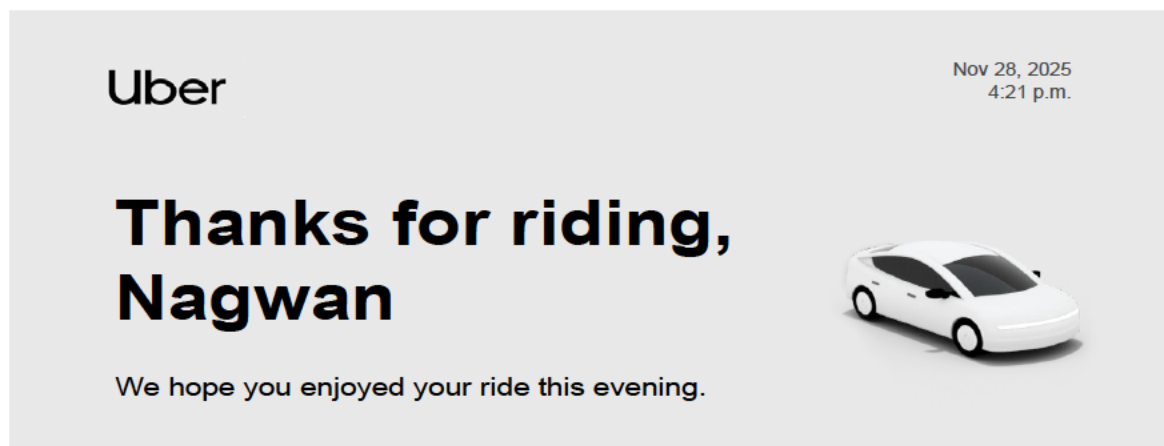 Uber
Nov 28, 2025
4:21 p.m.
Thanks for riding,
Nagwan
We hope you enjoyed your ride this evening.